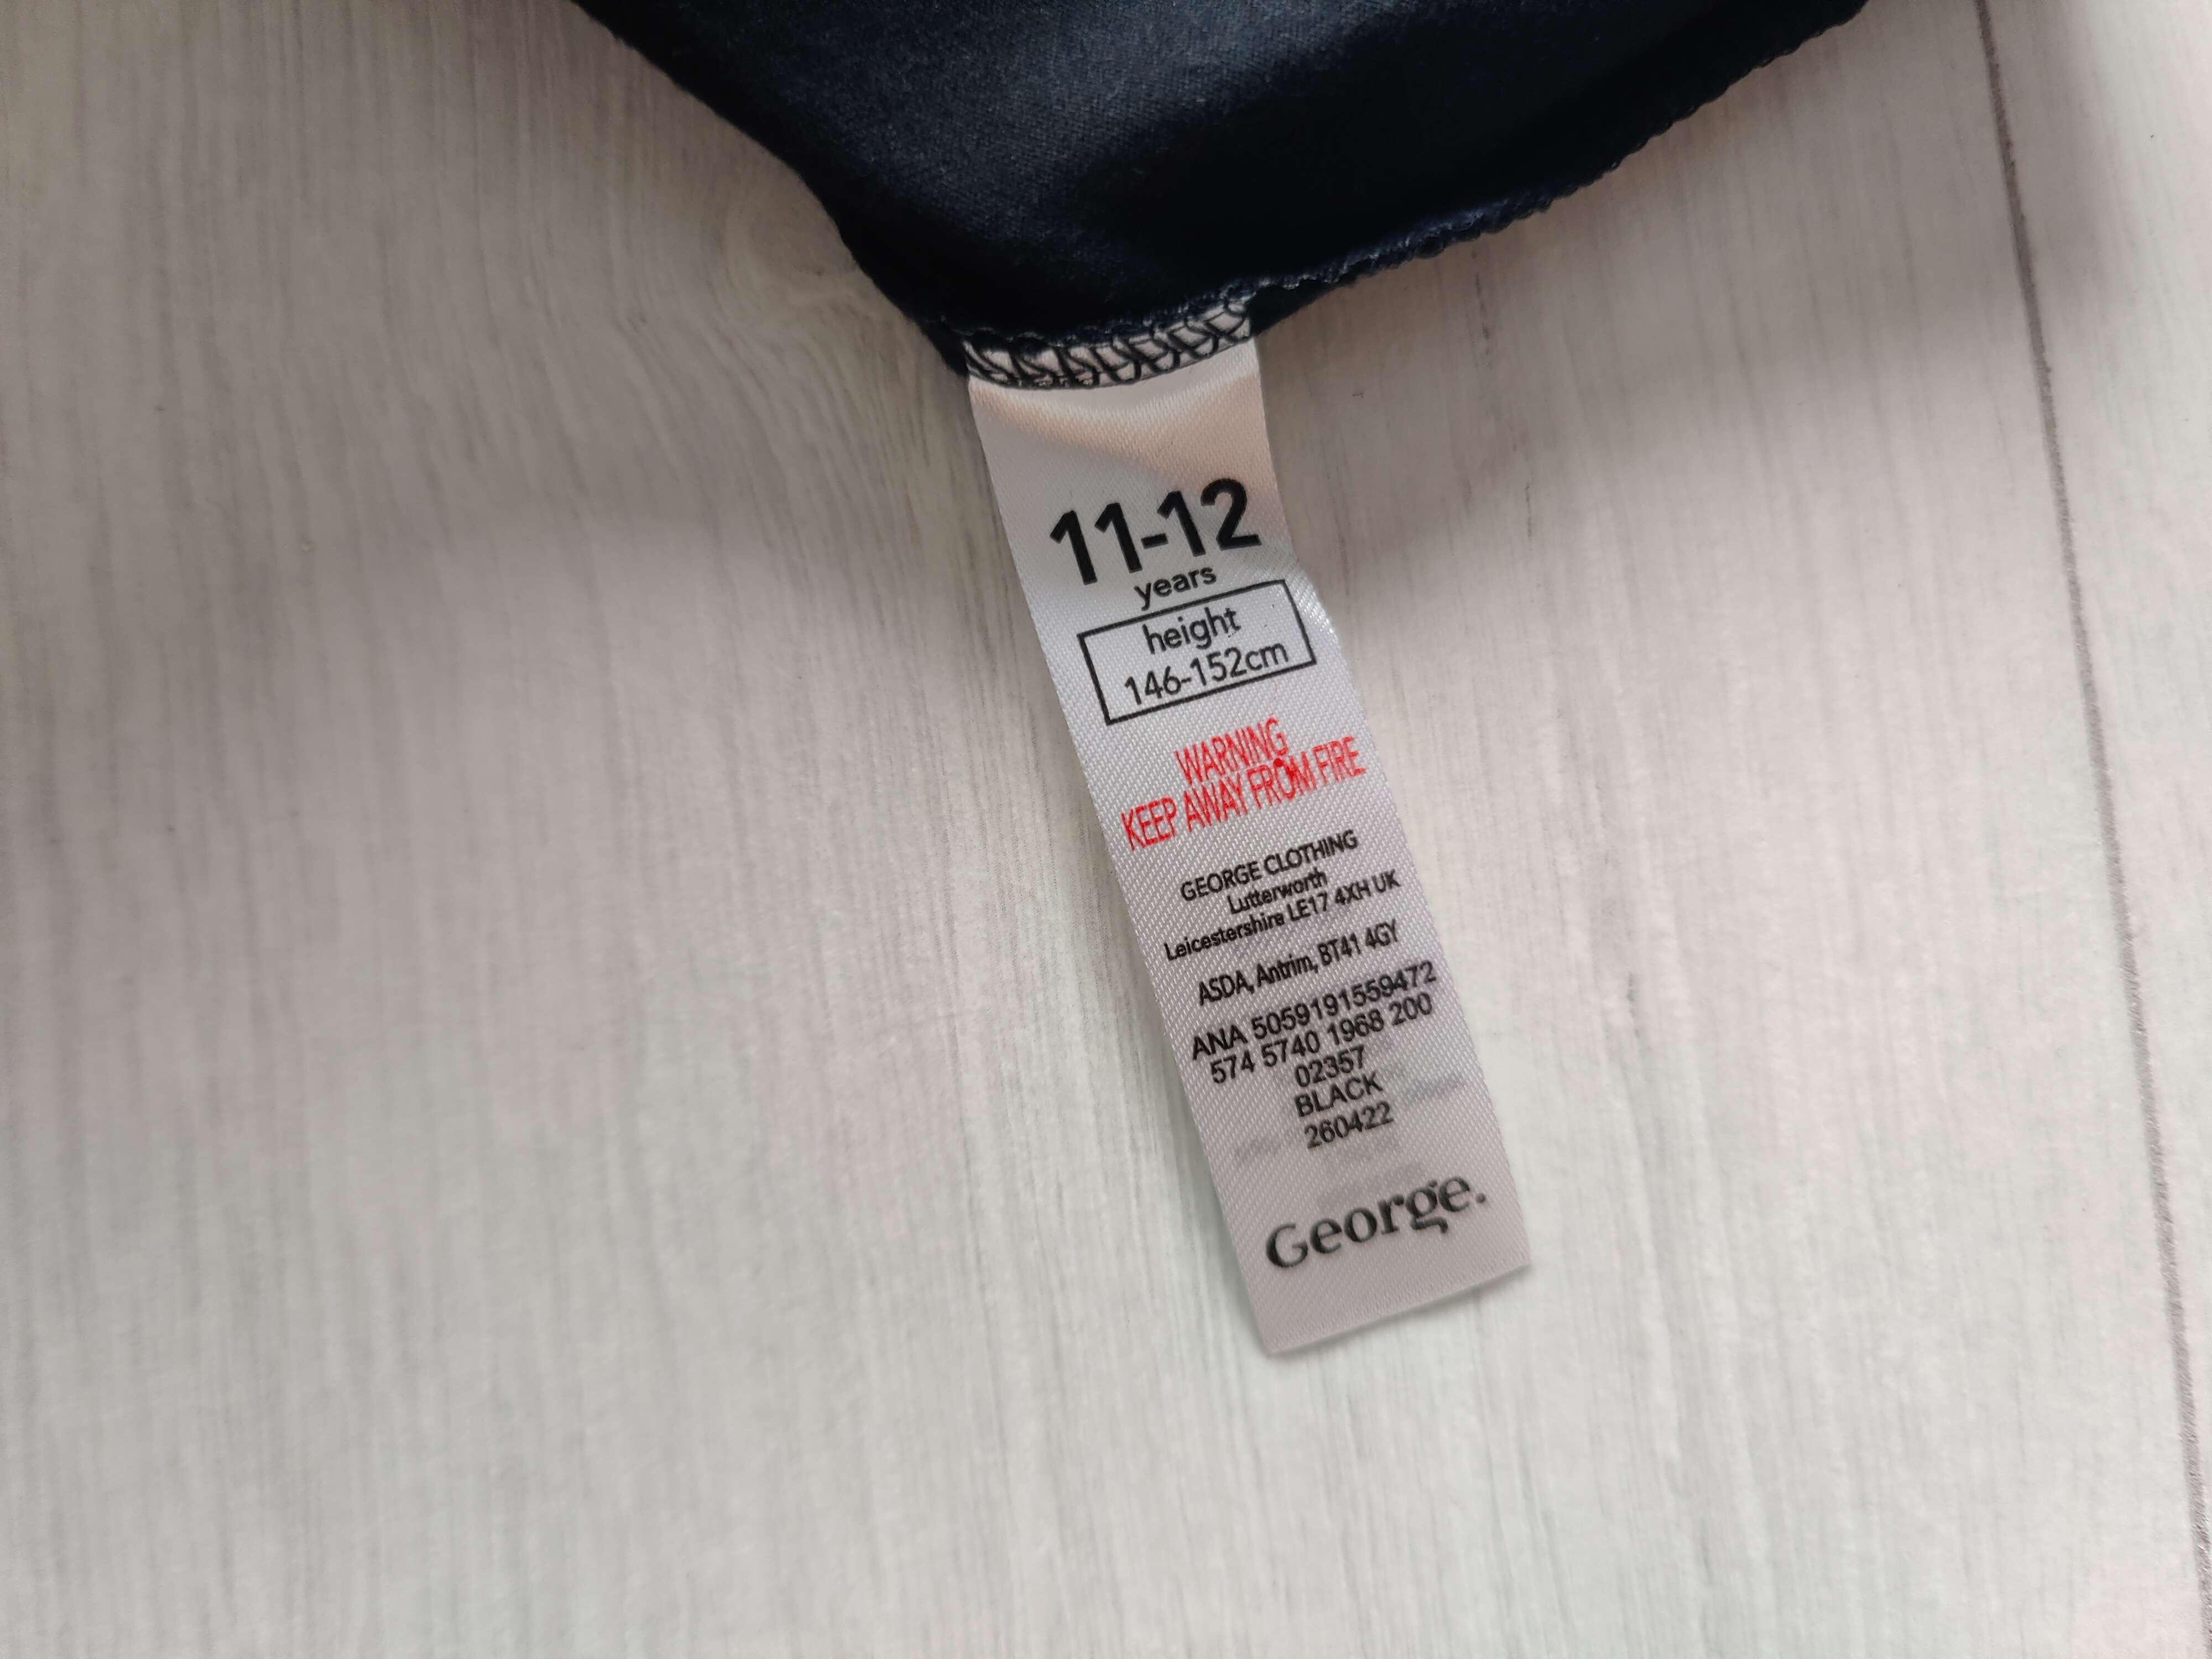 11-12
years
height
146-152cm
WARNING
KEEP AWAY FROM FIRE
GEORGE CLOTHING
Lutterworth
Leicestershire LE17 4XH UK
ASDA, Antrim, BT41 4GY
ANA 5059191559472
574 5740 1968 200
02357
BLACK
260422
George.